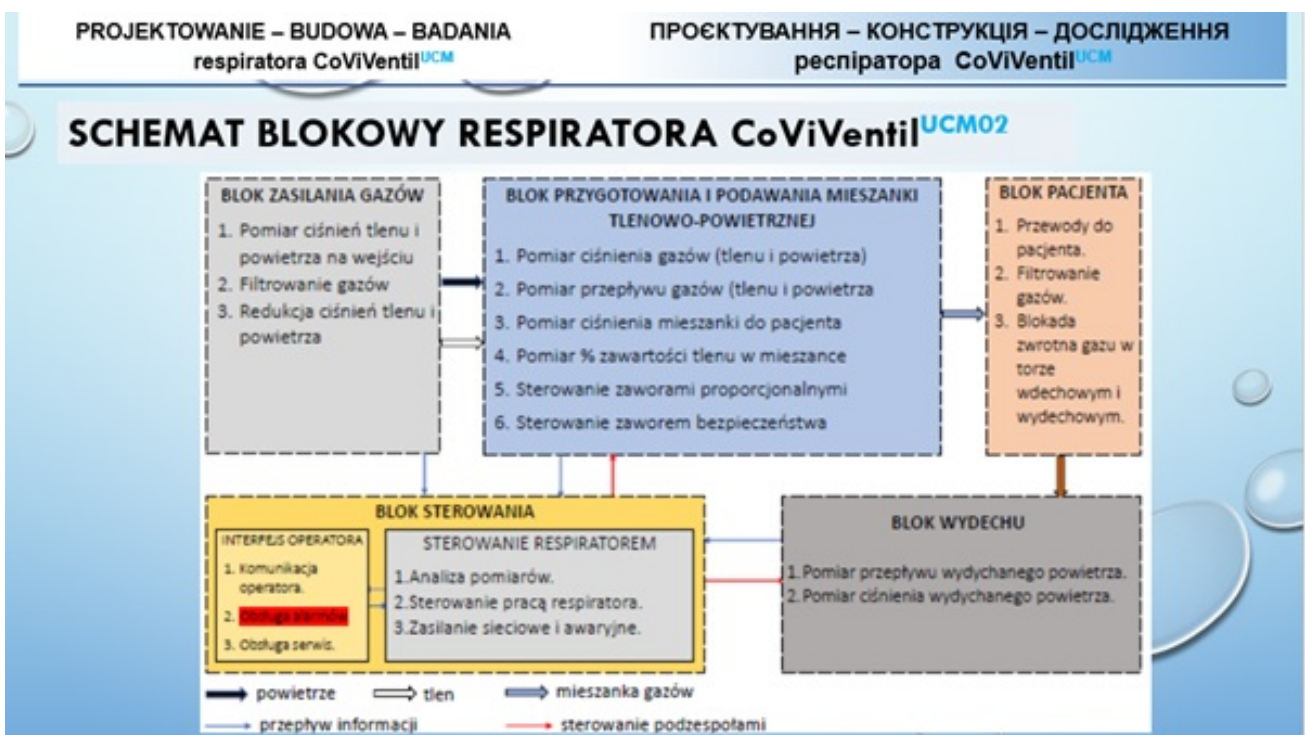 PROJEKTOWANIE – BUDOWA – BADANIA
respiratora CoViVentilUCM
ПРОЄКТУВАННЯ – КОНСТРУКЦІЯ – ДОСЛІДЖЕННЯ
респіратора CoViVentilUCM
SCHEMAT BLOKOWY RESPIRATORA CoViVentilUCM02
BLOK ZASILANIA GAZÓW
1. Pomiar ciśnień tlenu i
powietrza na wejściu
2. Filtrowanie gazów
3. Redukcja ciśnień tlenu i
powietrza
BLOK PRZYGOTOWANIA I PODAWANIA MIESZANKI
TLENOWO-POWIETRZNEJ
1. Pomiar ciśnienia gazów (tlenu i powietrza)
2. Pomiar przepływu gazów (tlenu i powietrza
3. Pomiar ciśnienia mieszanki do pacjenta
4. Pomiar % zawartości tlenu w mieszance
5. Sterowanie zaworami proporcjonalnymi
6. Sterowanie zaworem bezpieczeństwa
BLOK PACJENTA
1. Przewody do
pacjenta.
2. Filtrowanie
gazów.
3. Blokada
zwrotna gazu w
torze
wdechowym i
wydechowym.
BLOK STEROWANIA
INTERFEJS OPERATORA
1. Komunikacja
operatora.
2. Obsługa alarmów
3. Obsługa serwis.
STEROWANIE RESPIRATOREM
1.Analiza pomiarów.
2.Sterowanie pracą respiratora.
3.Zasilanie sieciowe i awaryjne.
BLOK WYDECHU
1.Pomiar przepływu wydychanego powietrza.
2.Pomiar ciśnienia wydychanego powietrza.
powietrze
tlen
mieszanka gazów
przepływ informacji
sterowanie podzespołami